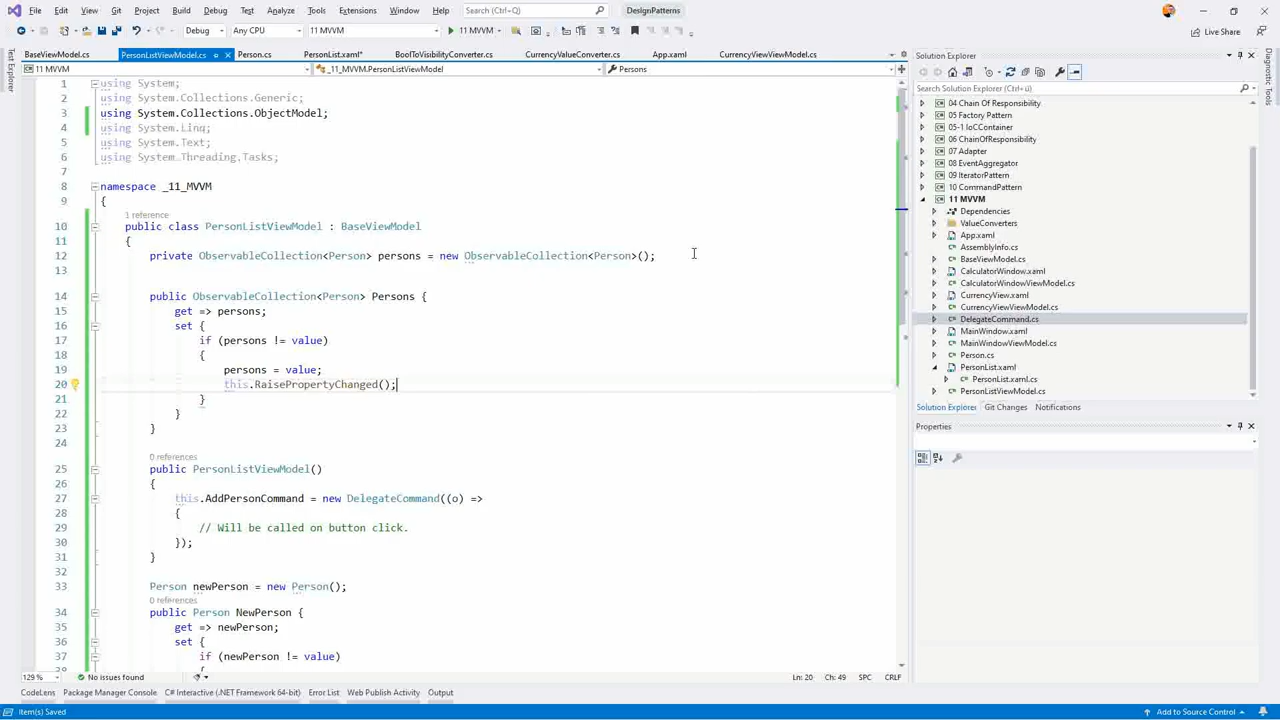 File Edit View Git Project Build Debug Test Analyze Tools Extensions Window Help Search (Ctrl+Q) DesignPatterns
Debug Any CPU 11 MVVM 11 MVVM Live Share
BaseViewModel.cs PersonListViewModel.cs Person.cs PersonList.xaml* BoolToVisibilityConverter.cs CurrencyValueConverter.cs App.xaml CurrencyViewModel.cs
11 MVVM _11_MVVM.PersonListViewModel Persons
Test Explorer
1 using System;
2 using System.Collections.Generic;
3 using System.Collections.ObjectModel;
4 using System.Linq;
5 using System.Text;
6 using System.Threading.Tasks;
7
8 namespace _11_MVVM
9 {
1 reference
10 public class PersonListViewModel : BaseViewModel
11 {
12 private ObservableCollection<Person> persons = new ObservableCollection<Person>();
13
14 public ObservableCollection<Person> Persons {
15 get => persons;
16 set {
17 if (persons != value)
18 {
19 persons = value;
20 this.RaisePropertyChanged();
21 }
22 }
23 }
24
0 references
25 public PersonListViewModel()
26 {
27 this.AddPersonCommand = new DelegateCommand((o) =>
28 {
29 // Will be called on button click.
30 });
31 }
32
33 Person newPerson = new Person();
0 references
34 public Person NewPerson {
35 get => newPerson;
36 set {
37 if (newPerson != value)
38 {
129 % No issues found Ln: 20 Ch: 49 SPC CRLF
CodeLens Package Manager Console C# Interactive (.NET Framework 64-bit) Error List Web Publish Activity Output
Item(s) Saved Add to Source Control
Solution Explorer
Search Solution Explorer (Ctrl+ü)
04 Chain Of Responsibility
05 Factory Pattern
05-1 IoCContainer
06 ChainOfResponsibility
07 Adapter
08 EventAggregator
09 IteratorPattern
10 CommandPattern
11 MVVM
Dependencies
ValueConverters
App.xaml
AssemblyInfo.cs
BaseViewModel.cs
CalculatorWindow.xaml
CalculatorViewModel.cs
CurrencyView.xaml
CurrencyViewModel.cs
DelegateCommand.cs
MainWindow.xaml
MainWindowViewModel.cs
Person.cs
PersonList.xaml
PersonList.xaml.cs
PersonListViewModel.cs
Solution Explorer Git Changes Notifications
Properties
Diagnostic Tools